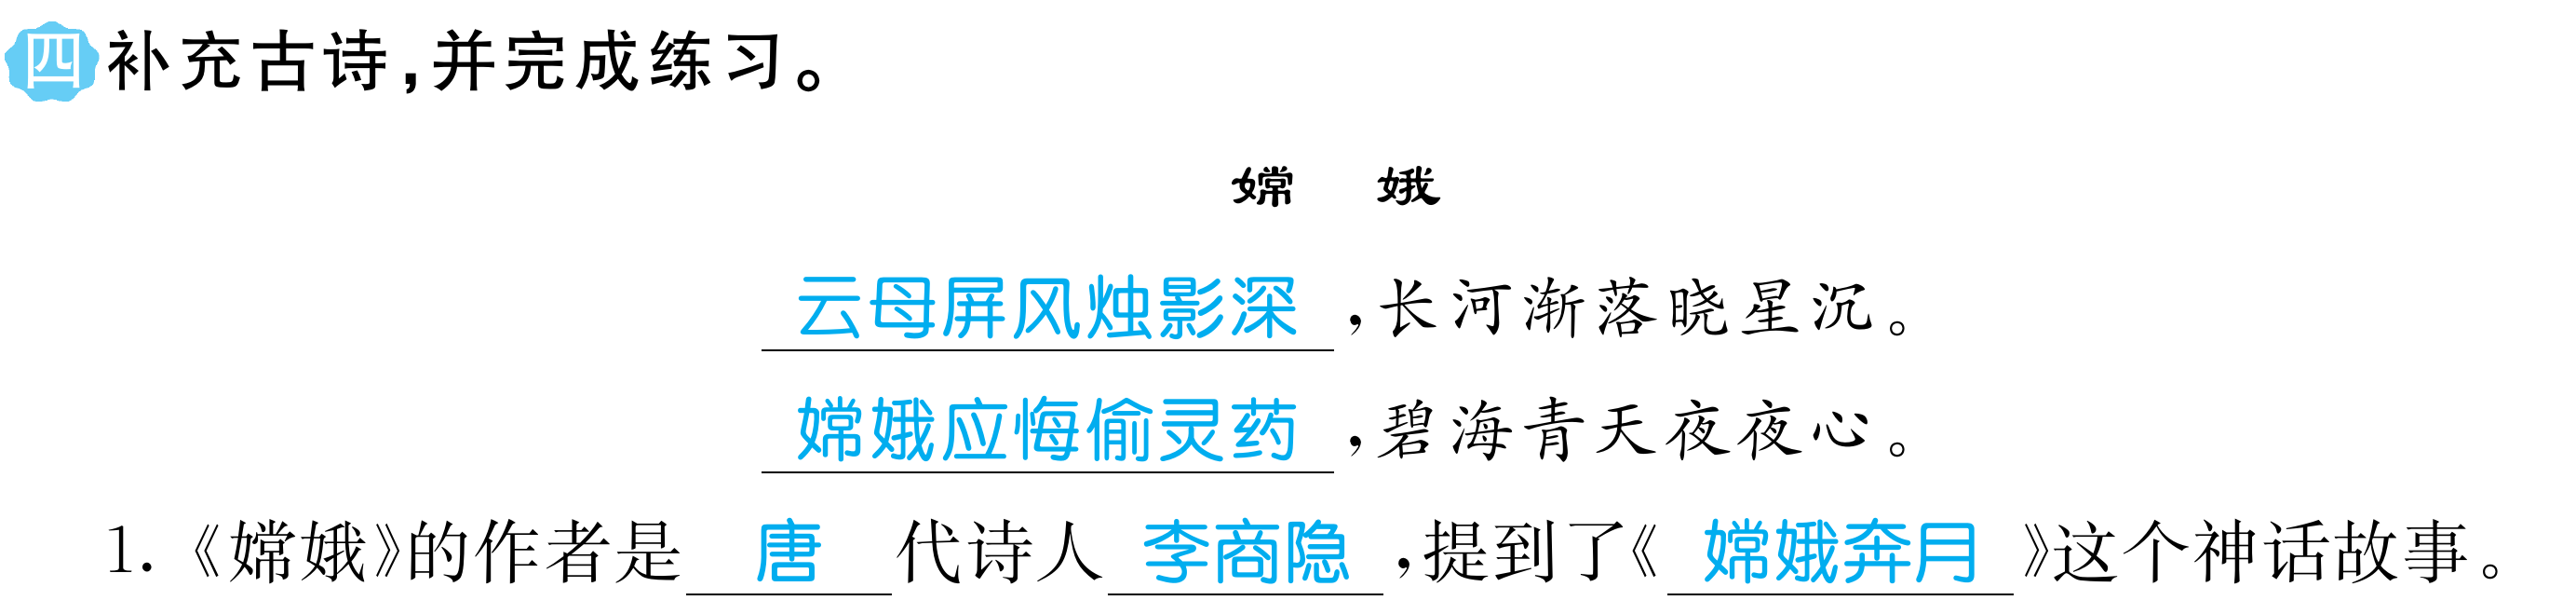 四 补充古诗,并完成练习。
嫦 娥
云母屏风烛影深,长河渐落晓星沉。
嫦娥应悔偷灵药,碧海青天夜夜心。
1.《嫦娥》的作者是 唐 代诗人 李商隐 ,提到了《 嫦娥奔月 》这个神话故事。